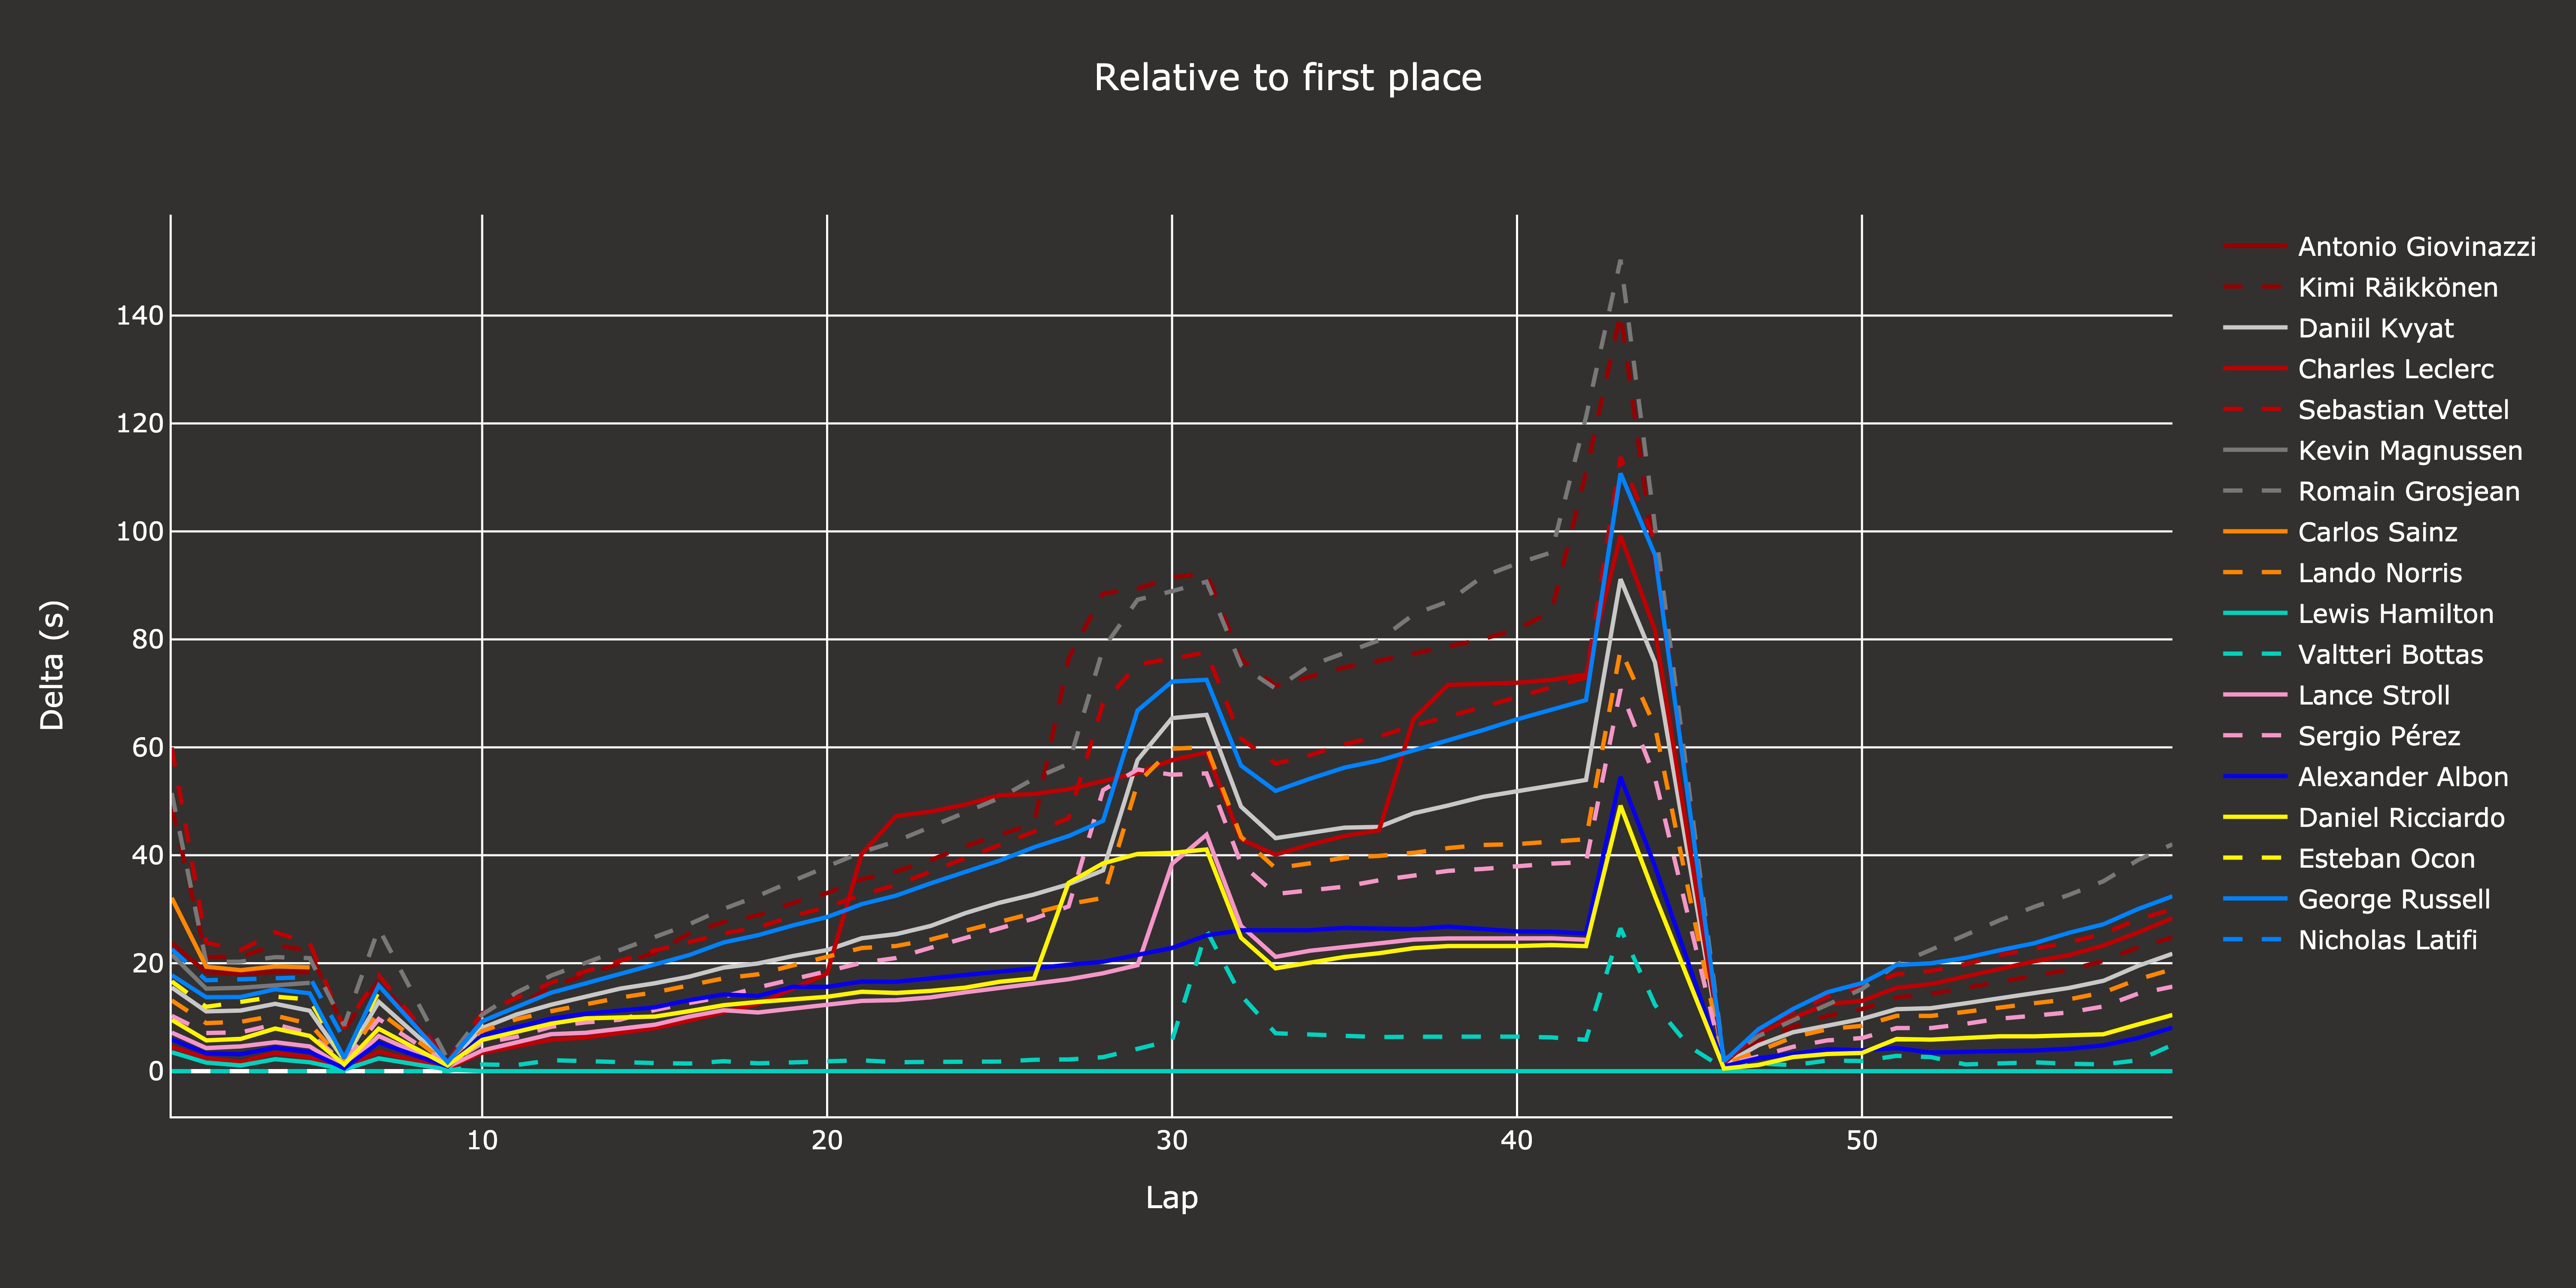 Relative to first place
Delta (s)
140
120
100
80
60
40
20
0
10
20
30
40
50
Lap
Antonio Giovinazzi
Kimi Räikkönen
Daniil Kvyat
Charles Leclerc
Sebastian Vettel
Kevin Magnussen
Romain Grosjean
Carlos Sainz
Lando Norris
Lewis Hamilton
Valtteri Bottas
Lance Stroll
Sergio Pérez
Alexander Albon
Daniel Ricciardo
Esteban Ocon
George Russell
Nicholas Latifi